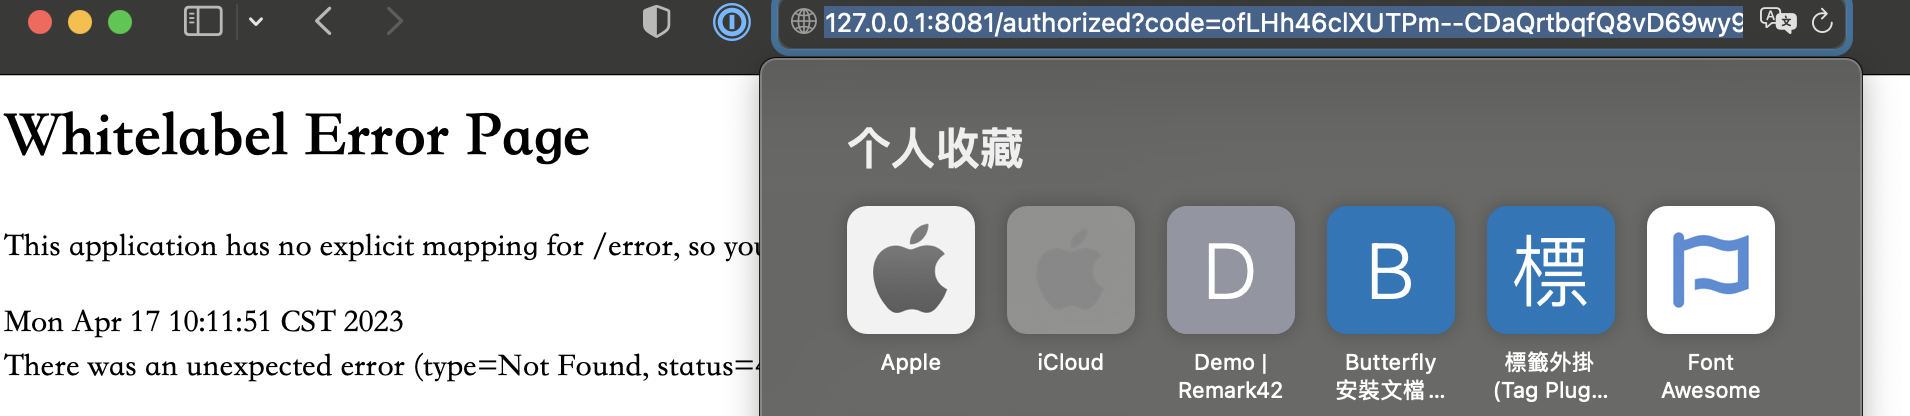 127.0.0.1:8081/authorized?code=ofLHh46clXUTPm--CDaQrtbqfQ8vD69wy9
Whitelabel Error Page
This application has no explicit mapping for /error, so you
Mon Apr 17 10:11:51 CST 2023
There was an unexpected error (type=Not Found, status=4
个人收藏
D
B
標
Apple
iCloud
Demo |
Remark42
Butterfly
安裝文檔...
標籤外掛
(Tag Plug...
Font
Awesome